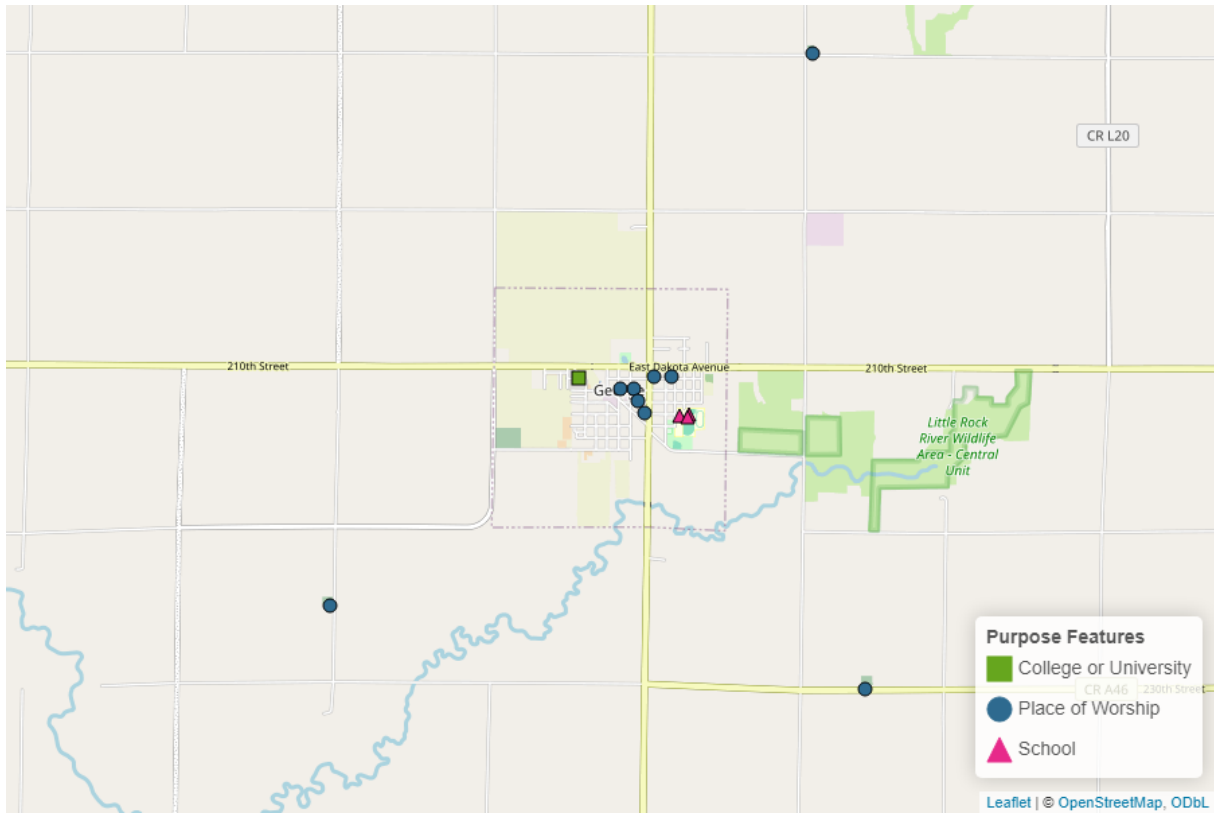 CR L20
210th Street
East Dakota Avenue
210th Street
Little Rock
River Wildlife
Area - Central
Unit
Purpose Features
College or University
Place of Worship
School
CR A46
230th Street
Leaflet | © OpenStreetMap, ODbL